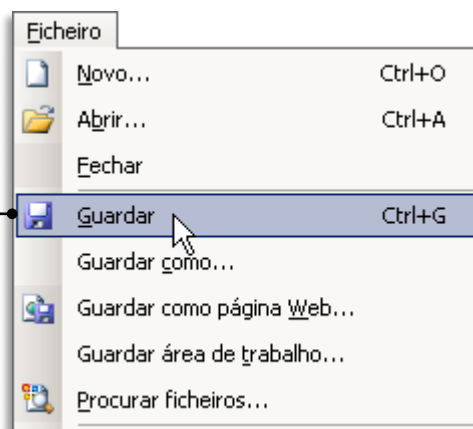 Ficheiro
Novo... Ctrl+O
Abrir... Ctrl+A
Fechar
Guardar Ctrl+G
Guardar como...
Guardar como página Web...
Guardar área de trabalho...
Procurar ficheiros...